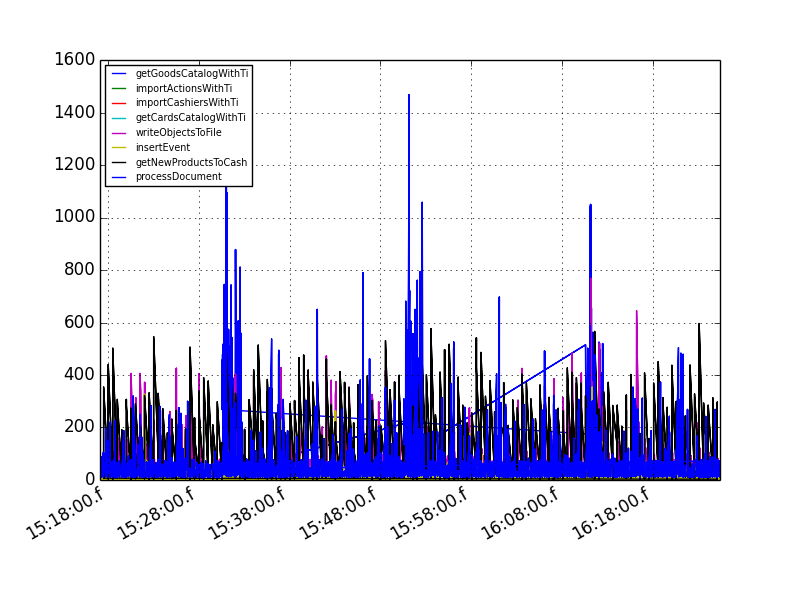 1600
1400
1200
1000
800
600
400
200
0
getGoodsCatalogWithTi
importActionsWithTi
importCashiersWithTi
getCardsCatalogWithTi
writeObjectsToFile
insertEvent
getNewProductsToCash
processDocument
15:18:00.f
15:28:00.f
15:38:00.f
15:48:00.f
15:58:00.f
16:08:00.f
16:18:00.f